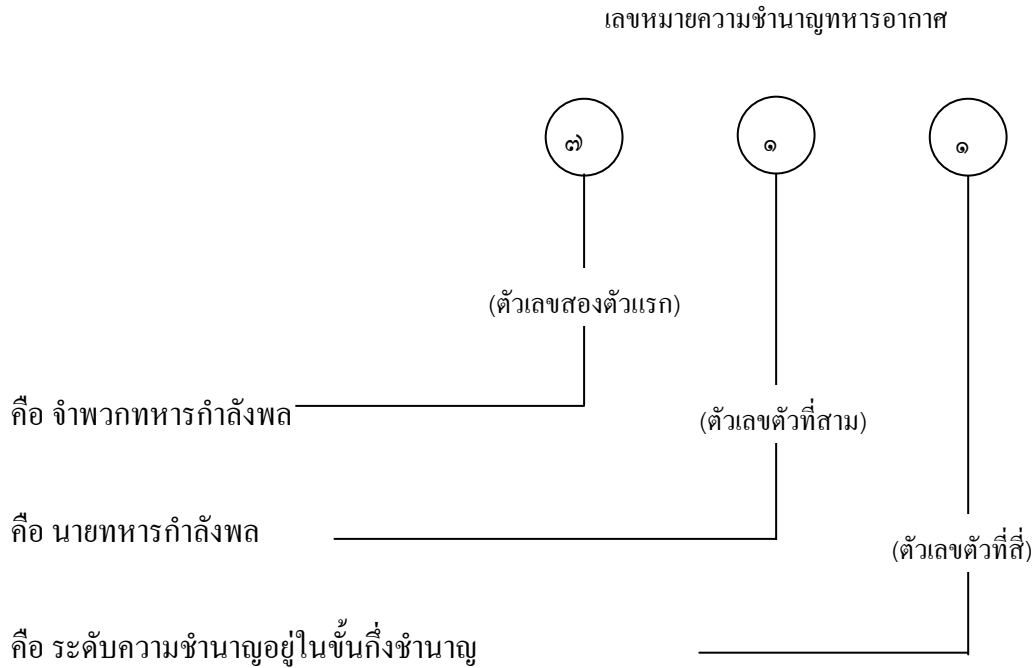 เลขหมายความชำนาญทหารอากาศ
๗ ๑ ๑
(ตัวเลขสองตัวแรก)
คือ จำพวกทหารกำลังพล
(ตัวเลขตัวที่สาม)
คือ นายทหารกำลังพล
(ตัวเลขตัวที่สี่)
คือ ระดับความชำนาญอยู่ในขั้นกึ่งชำนาญ